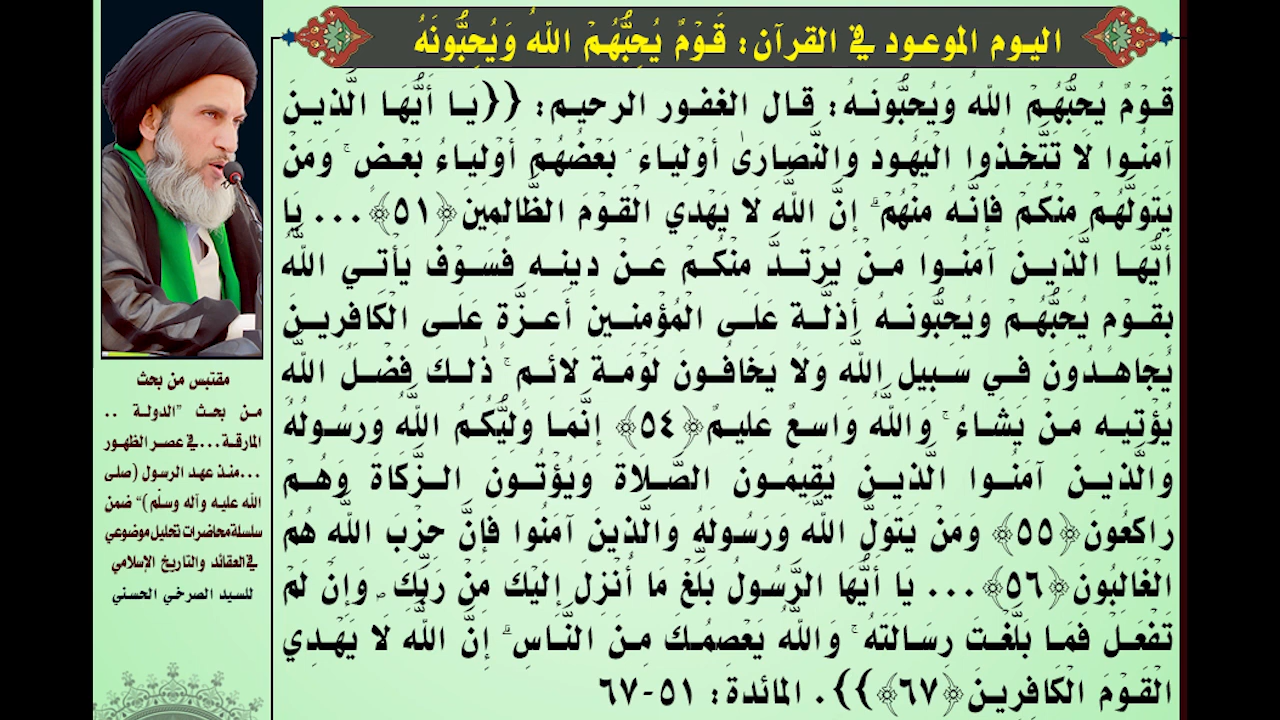 اليوم الموعود في القرآن: قَوْمٌ يُحِبُّهُمْ اللهُ وَيُحِبُّونَهُ
قَوْمٌ يُحِبُّهُمْ اللهُ وَيُحِبُّونَهُ: قال الغفور الرحيم: {{يَا أَيُّهَا الَّذِينَ
آمَنُوا لَا تَتَّخِذُوا الْيَهُودَ وَالنَّصَارَىٰ أَوْلِيَاءَ ۘ بَعْضُهُمْ أَوْلِيَاءُ بَعْضٍ ۚ وَمَنْ
يَتَوَلَّهُمْ مِنْكُمْ فَإِنَّهُ مِنْهُمْ ۗ إِنَّ اللَّهَ لَا يَهْدِي الْقَوْمَ الظَّالِمِينَ﴿٥١﴾... يَا
أَيُّهَا الَّذِينَ آمَنُوا مَنْ يَرْتَدَّ مِنْكُمْ عَنْ دِينِهِ فَسَوْفَ يَأْتِي اللَّهُ
بِقَوْمٍ يُحِبُّهُمْ وَيُحِبُّونَهُ أَذِلَّةٍ عَلَى الْمُؤْمِنِينَ أَعِزَّةٍ عَلَى الْكَافِرِينَ
يُجَاهِدُونَ فِي سَبِيلِ اللَّهِ وَلَا يَخَافُونَ لَوْمَةَ لَائِمٍ ۚ ذَٰلِكَ فَضْلُ اللَّهِ
يُؤْتِيهِ مَنْ يَشَاءُ ۚ وَاللَّهُ وَاسِعٌ عَلِيمٌ﴿٥٤﴾ إِنَّمَا وَلِيُّكُمُ اللَّهُ وَرَسُولُهُ
وَالَّذِينَ آمَنُوا الَّذِينَ يُقِيمُونَ الصَّلَاةَ وَيُؤْتُونَ الزَّكَاةَ وَهُمْ
رَاكِعُونَ﴿٥٥﴾ وَمَنْ يَتَوَلَّ اللَّهَ وَرَسُولَهُ وَالَّذِينَ آمَنُوا فَإِنَّ حِزْبَ اللَّهِ هُمُ
الْغَالِبُونَ﴿٥٦﴾... يَا أَيُّهَا الرَّسُولُ بَلِّغْ مَا أُنْزِلَ إِلَيْكَ مِنْ رَبِّكَ ۖ وَإِنْ لَمْ
تَفْعَلْ فَمَا بَلَّغْتَ رِسَالَتَهُ ۚ وَاللَّهُ يَعْصِمُكَ مِنَ النَّاسِ ۗ إِنَّ اللَّهَ لَا يَهْدِي
الْقَوْمَ الْكَافِرِينَ﴿٦٧﴾}}. المائدة: ٥١-٦٧
مقتبس من بحث
من بحث "الدولة ..
المارقة...في عصر الظهور
...منذ عهد الرسول (صلى
الله عليه وآله وسلّم)" ضمن
سلسلة محاضرات تحليل موضوعي
في العقائد والتاريخ الإسلامي
للسيد الصرخي الحسني